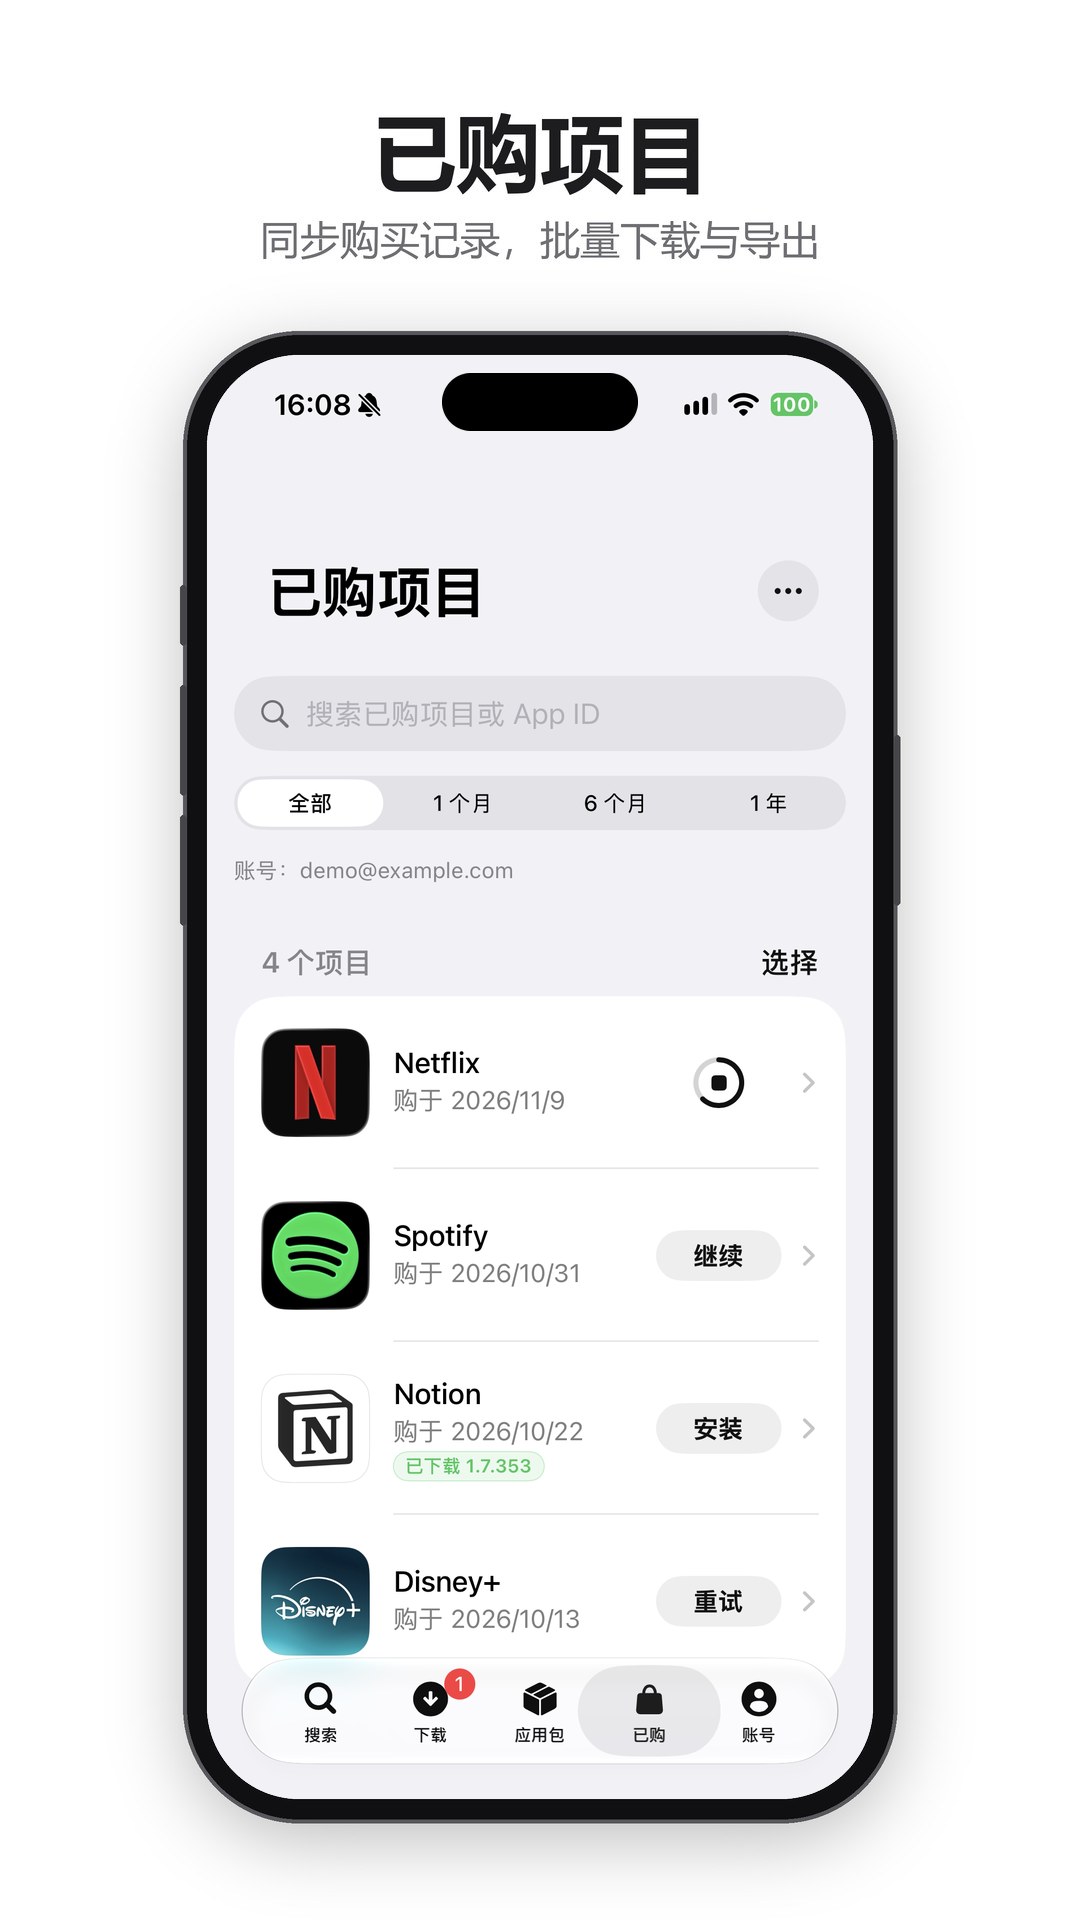 已购项目
同步购买记录，批量下载与导出
16:08
100
已购项目
搜索已购项目或 App ID
全部
1 个月
6 个月
1 年
账号：demo@example.com
4 个项目
选择
N
Netflix
购于 2026/11/9
Spotify
购于 2026/10/31
继续
N
Notion
购于 2026/10/22
已下载 1.7.353
安装
Disney+
Disney+
购于 2026/10/13
重试
搜索
1
下载
应用包
已购
账号